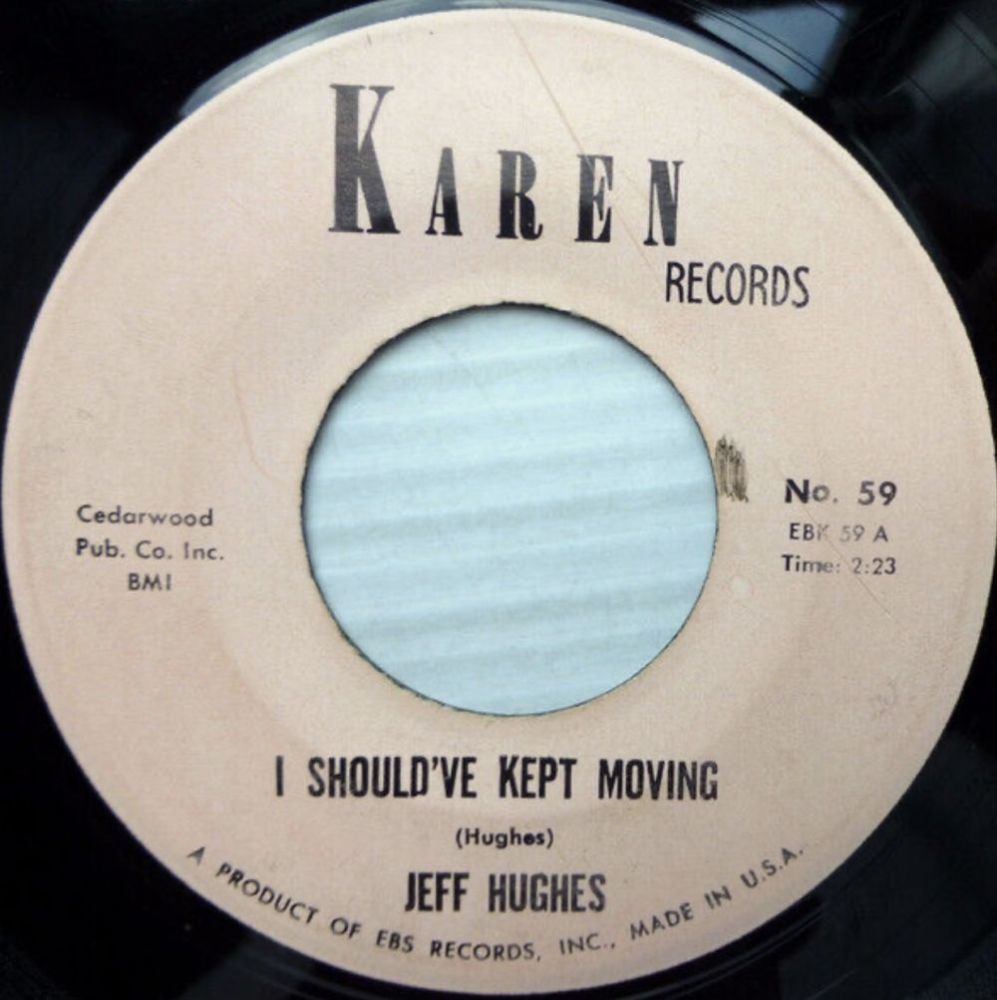 KAREN
RECORDS
Cedarwood
Pub. Co. Inc.
BMI
No. 59
EBK 59 A
Time: 2:23
I SHOULD'VE KEPT MOVING
(Hughes)
JEFF HUGHES
A PRODUCT OF EBS RECORDS, INC., MADE IN U.S.A.